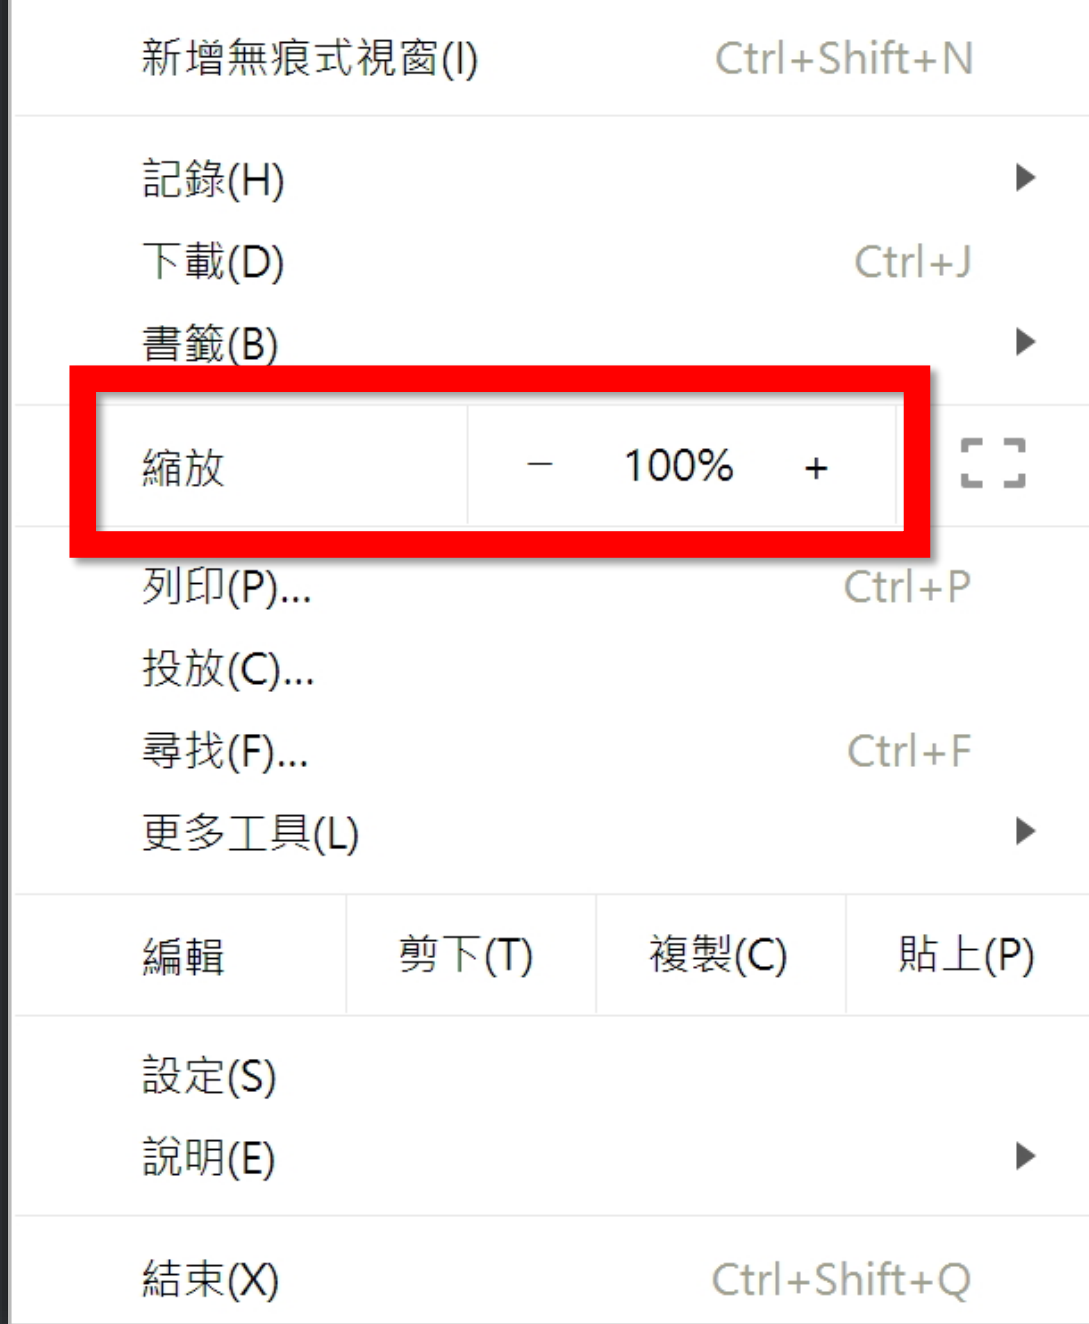 新增無痕式視窗(I) Ctrl+Shift+N
記錄(H)
下載(D) Ctrl+J
書籤(B)
縮放 − 100% +
列印(P)... Ctrl+P
投放(C)...
尋找(F)... Ctrl+F
更多工具(L)
編輯 剪下(T) 複製(C) 貼上(P)
設定(S)
說明(E)
結束(X) Ctrl+Shift+Q